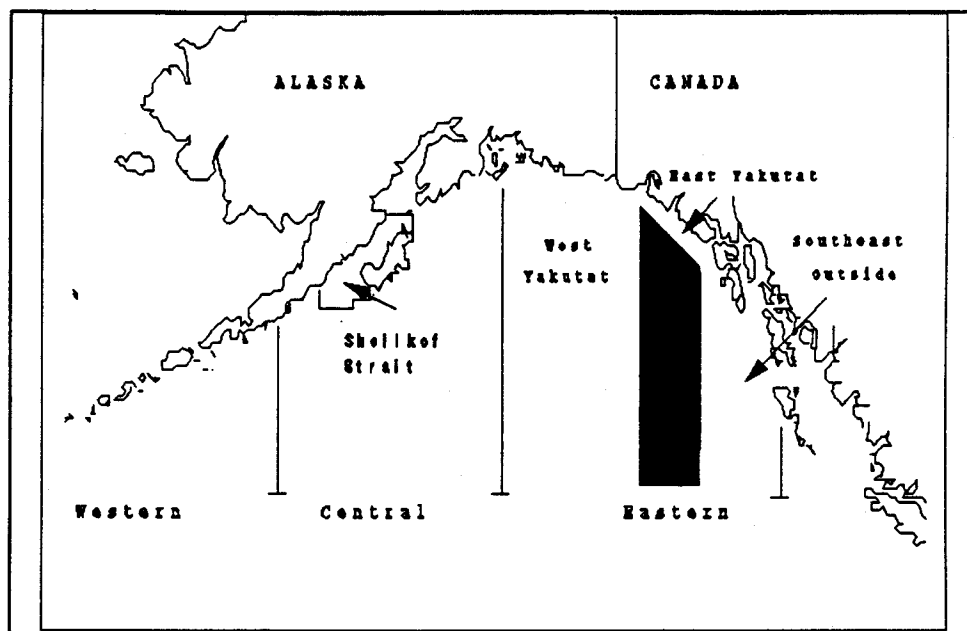 ALASKA
CANADA
East Yakutat
West
Yakutat
Southeast
Outside
Shelikof
Strait
Western
Central
Eastern